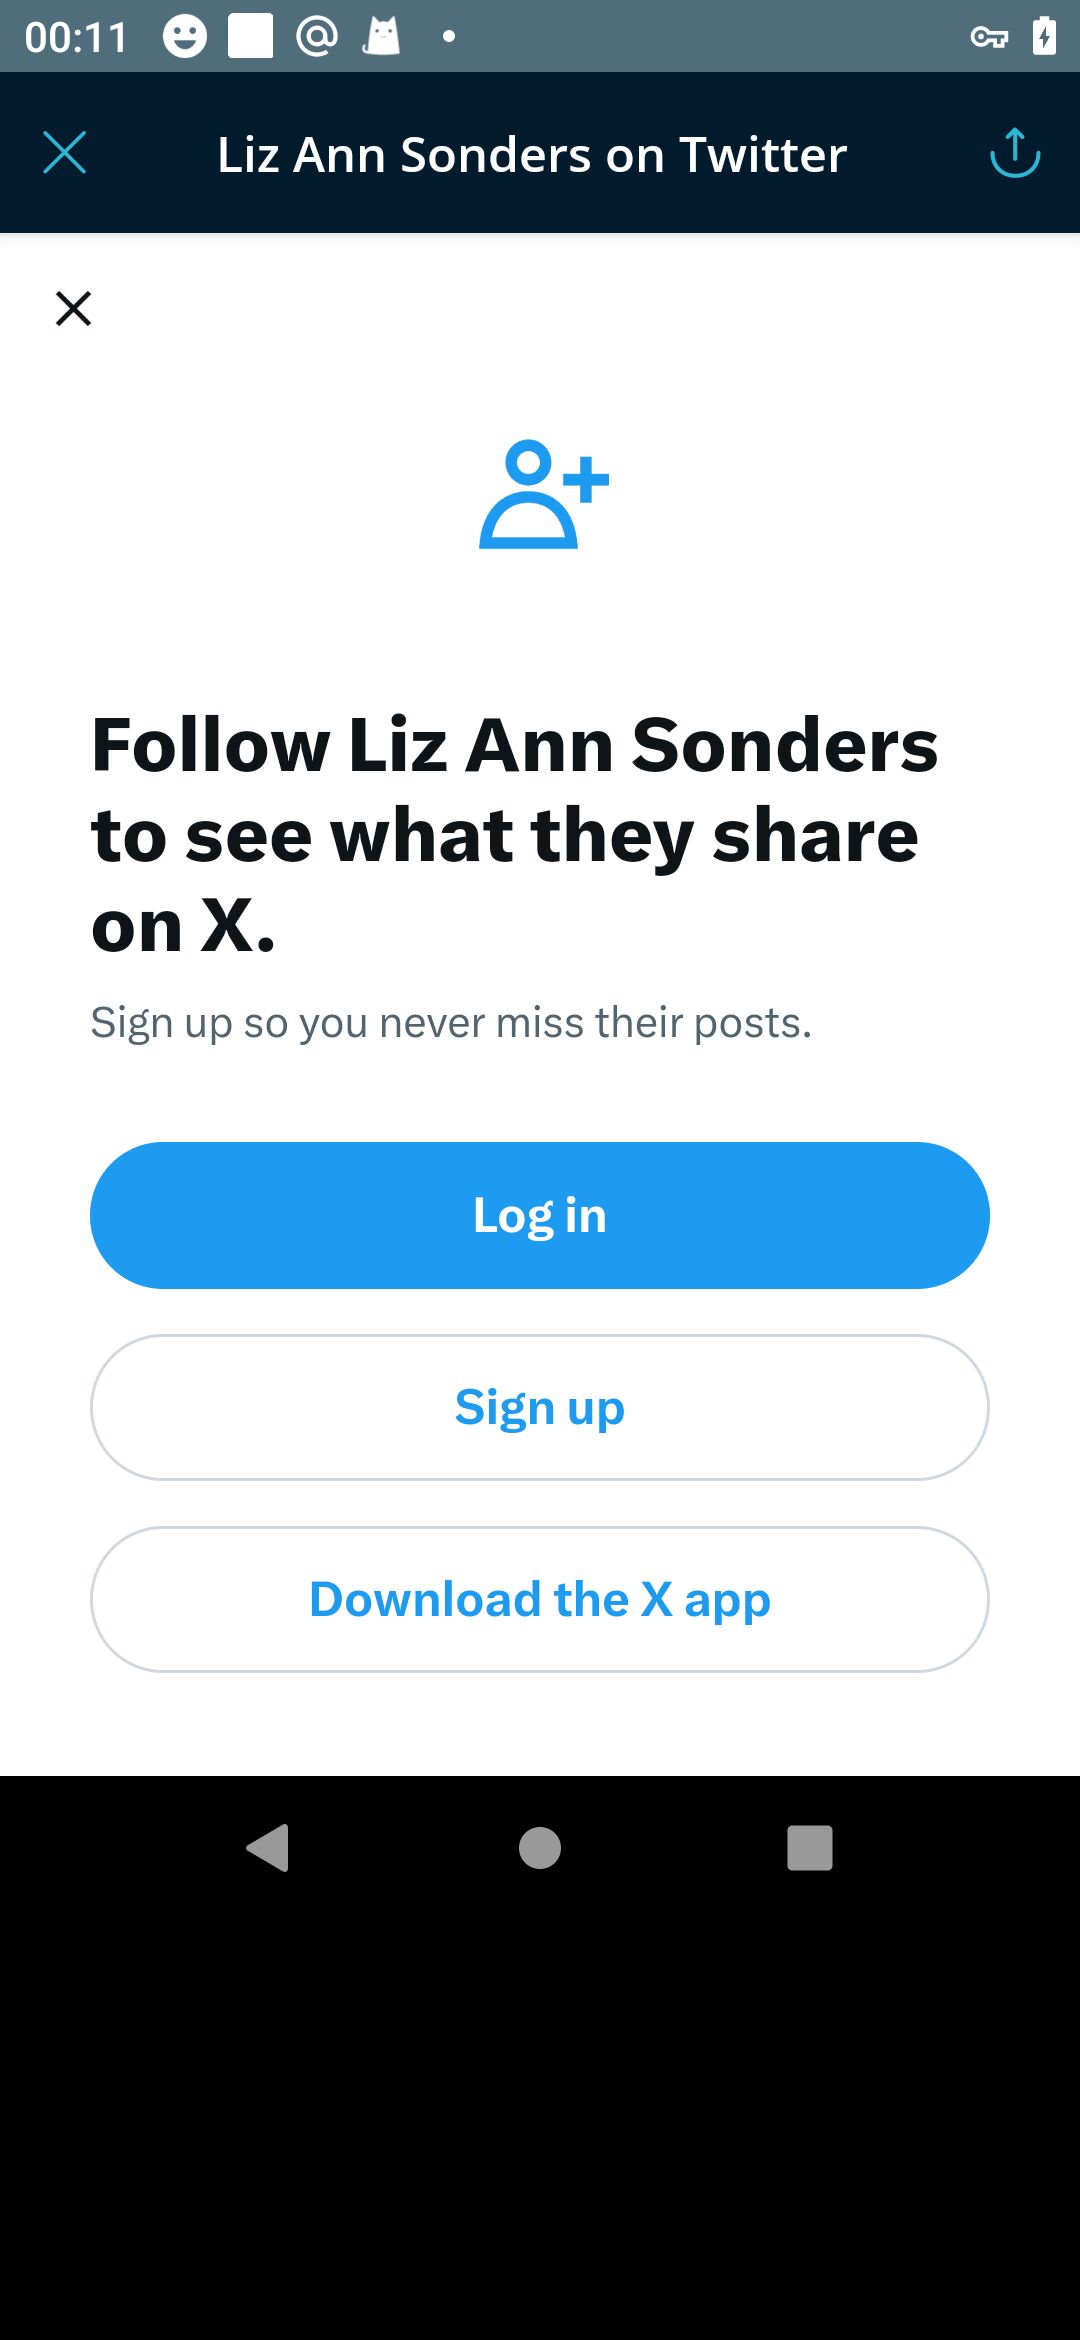 00:11
Liz Ann Sonders on Twitter
Follow Liz Ann Sonders
to see what they share
on X.
Sign up so you never miss their posts.
Log in
Sign up
Download the X app